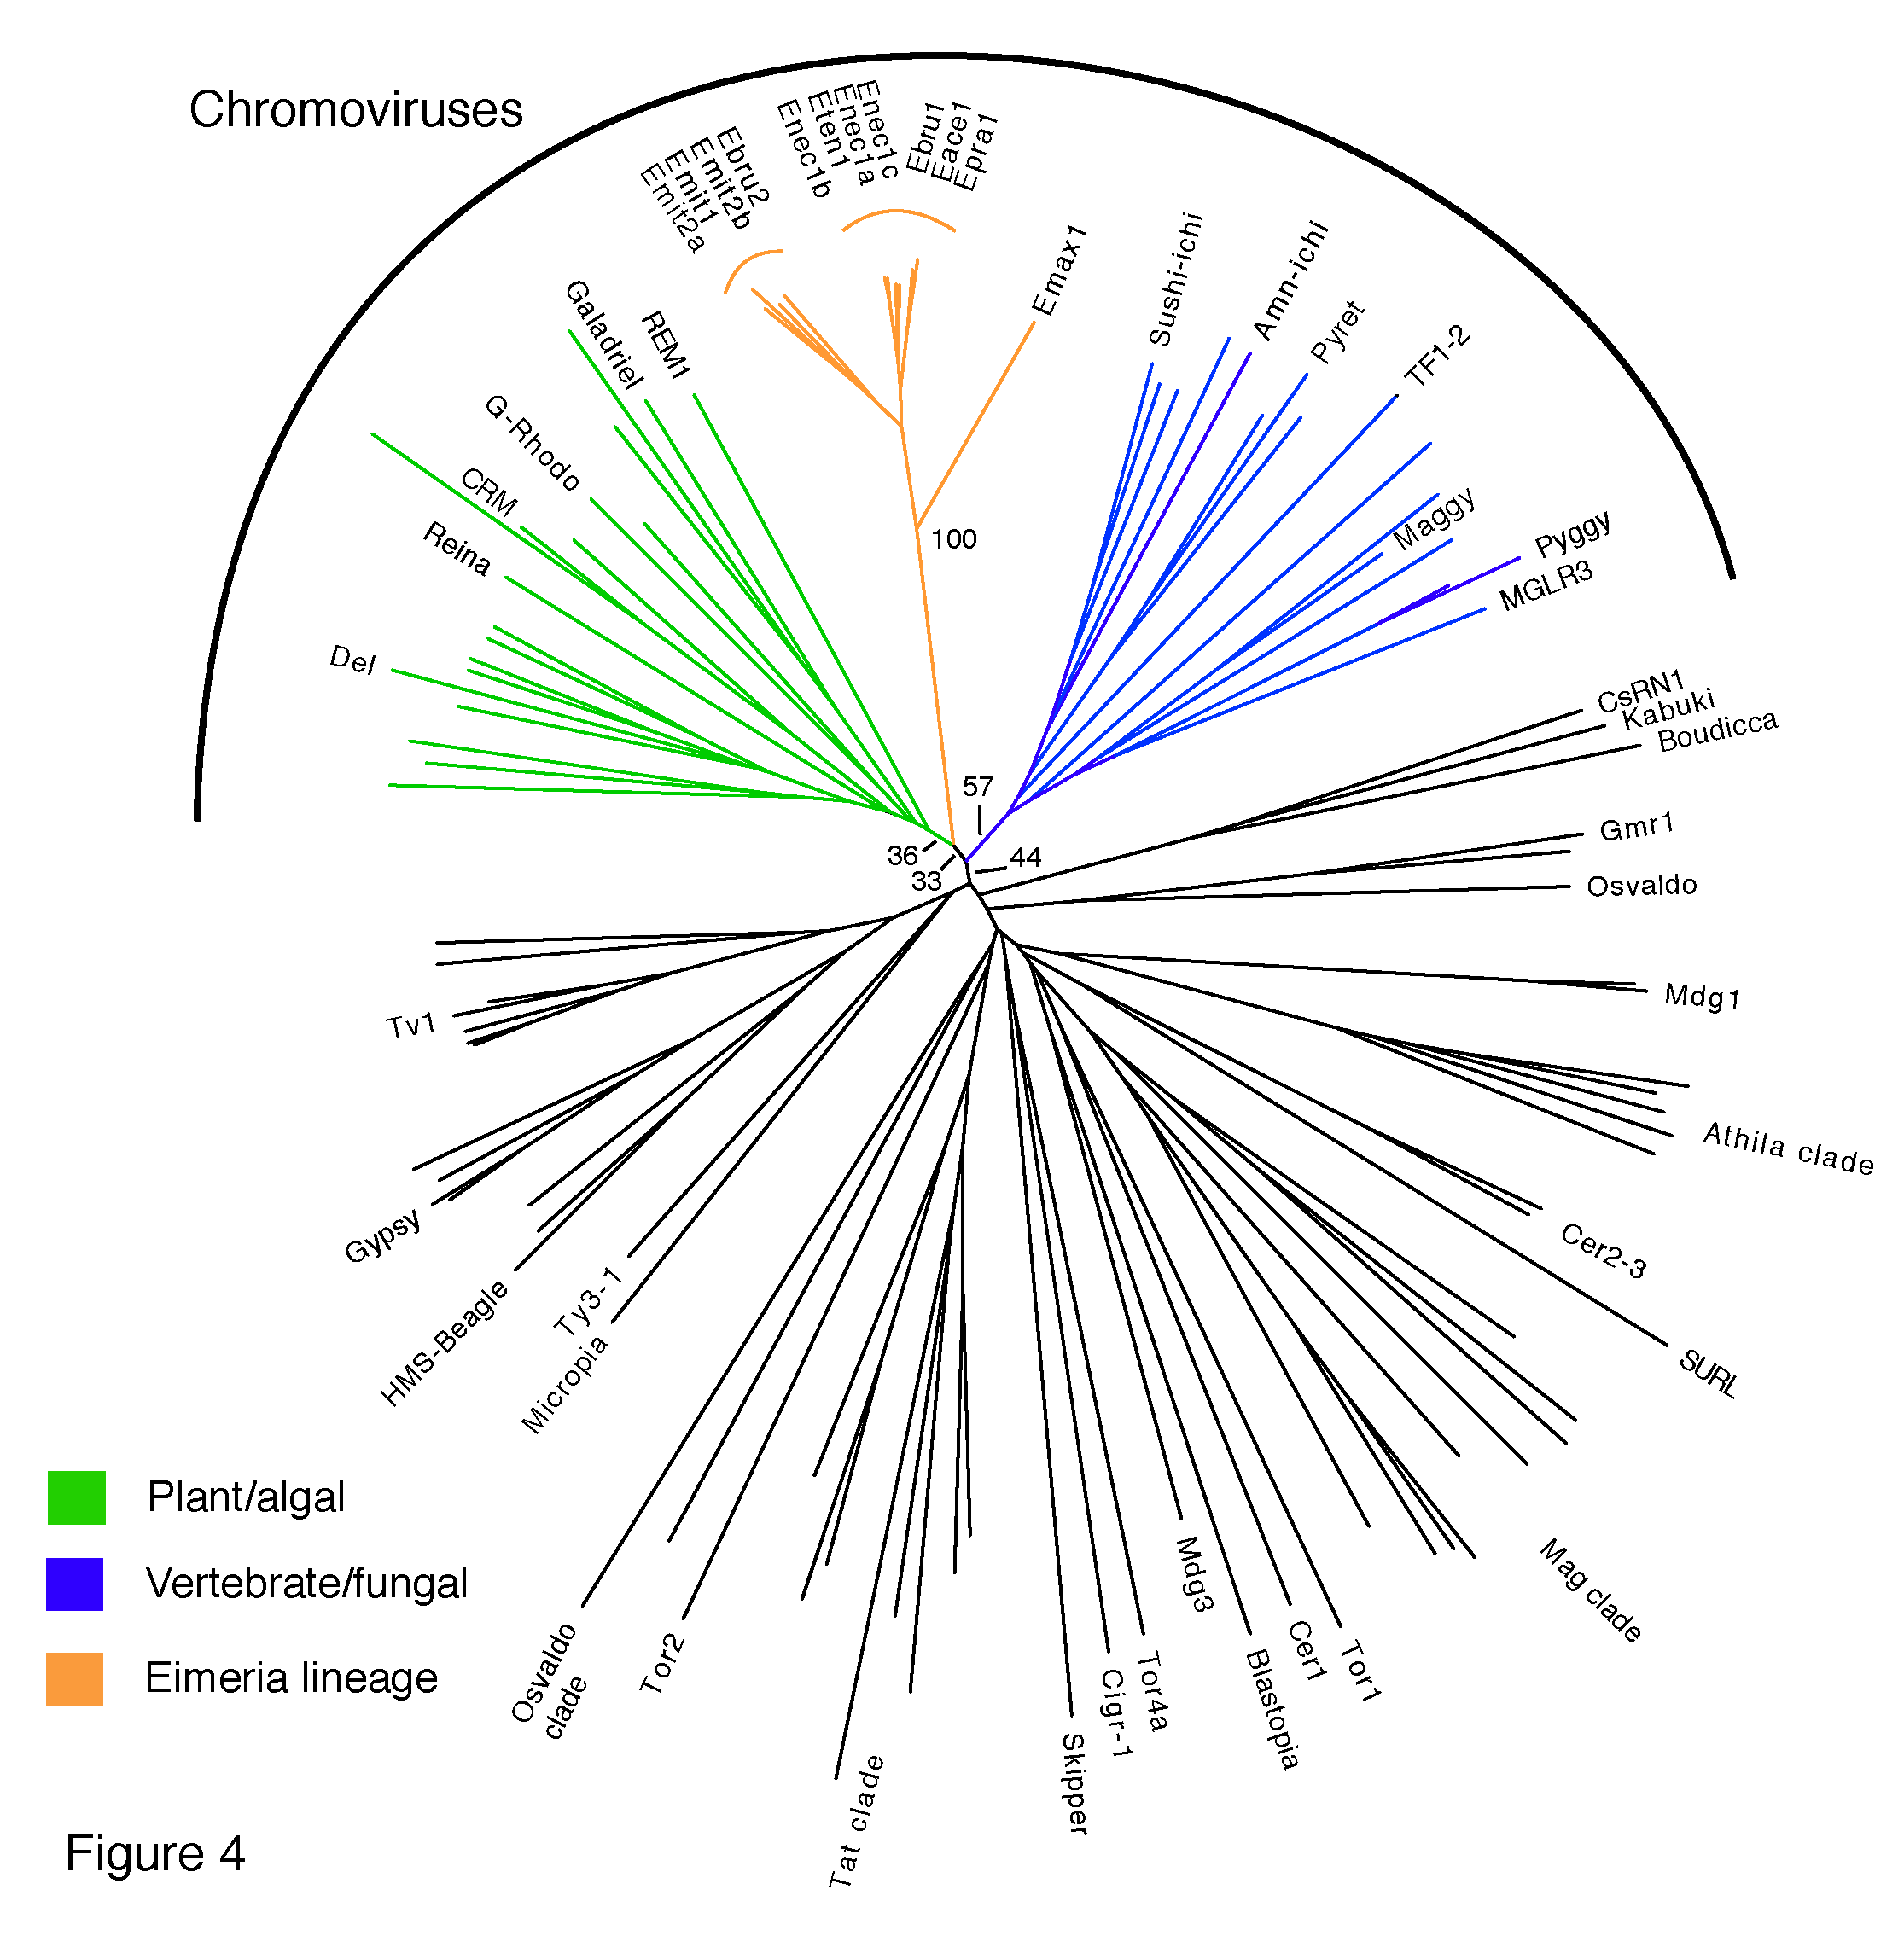 Chromoviruses
Emit2a
Emit1
Emit2b
Ebru2
Enec1b
Eten1
Enec1a
Enec1c
Ebru1
Eace1
Epra1
Emax1
Sushi-ichi
Amn-ichi
Pyret
TF1-2
Maggy
Pyggy
MGLR3
REM1
Galadriel
G-Rhodo
CRM
Reina
Del
100
57
36
33
44
CsRN1
Kabuki
Boudicca
Gmr1
Osvaldo
Mdg1
Athila clade
Cer2-3
SURL
Mag clade
Tor1
Cer1
Blastopia
Mdg3
Tor4a
Cigr-1
Skipper
Tat clade
Tor2
Osvaldo
clade
Micropia
Ty3-1
HMS-Beagle
Gypsy
Tv1
Plant/algal
Vertebrate/fungal
Eimeria lineage
Figure 4